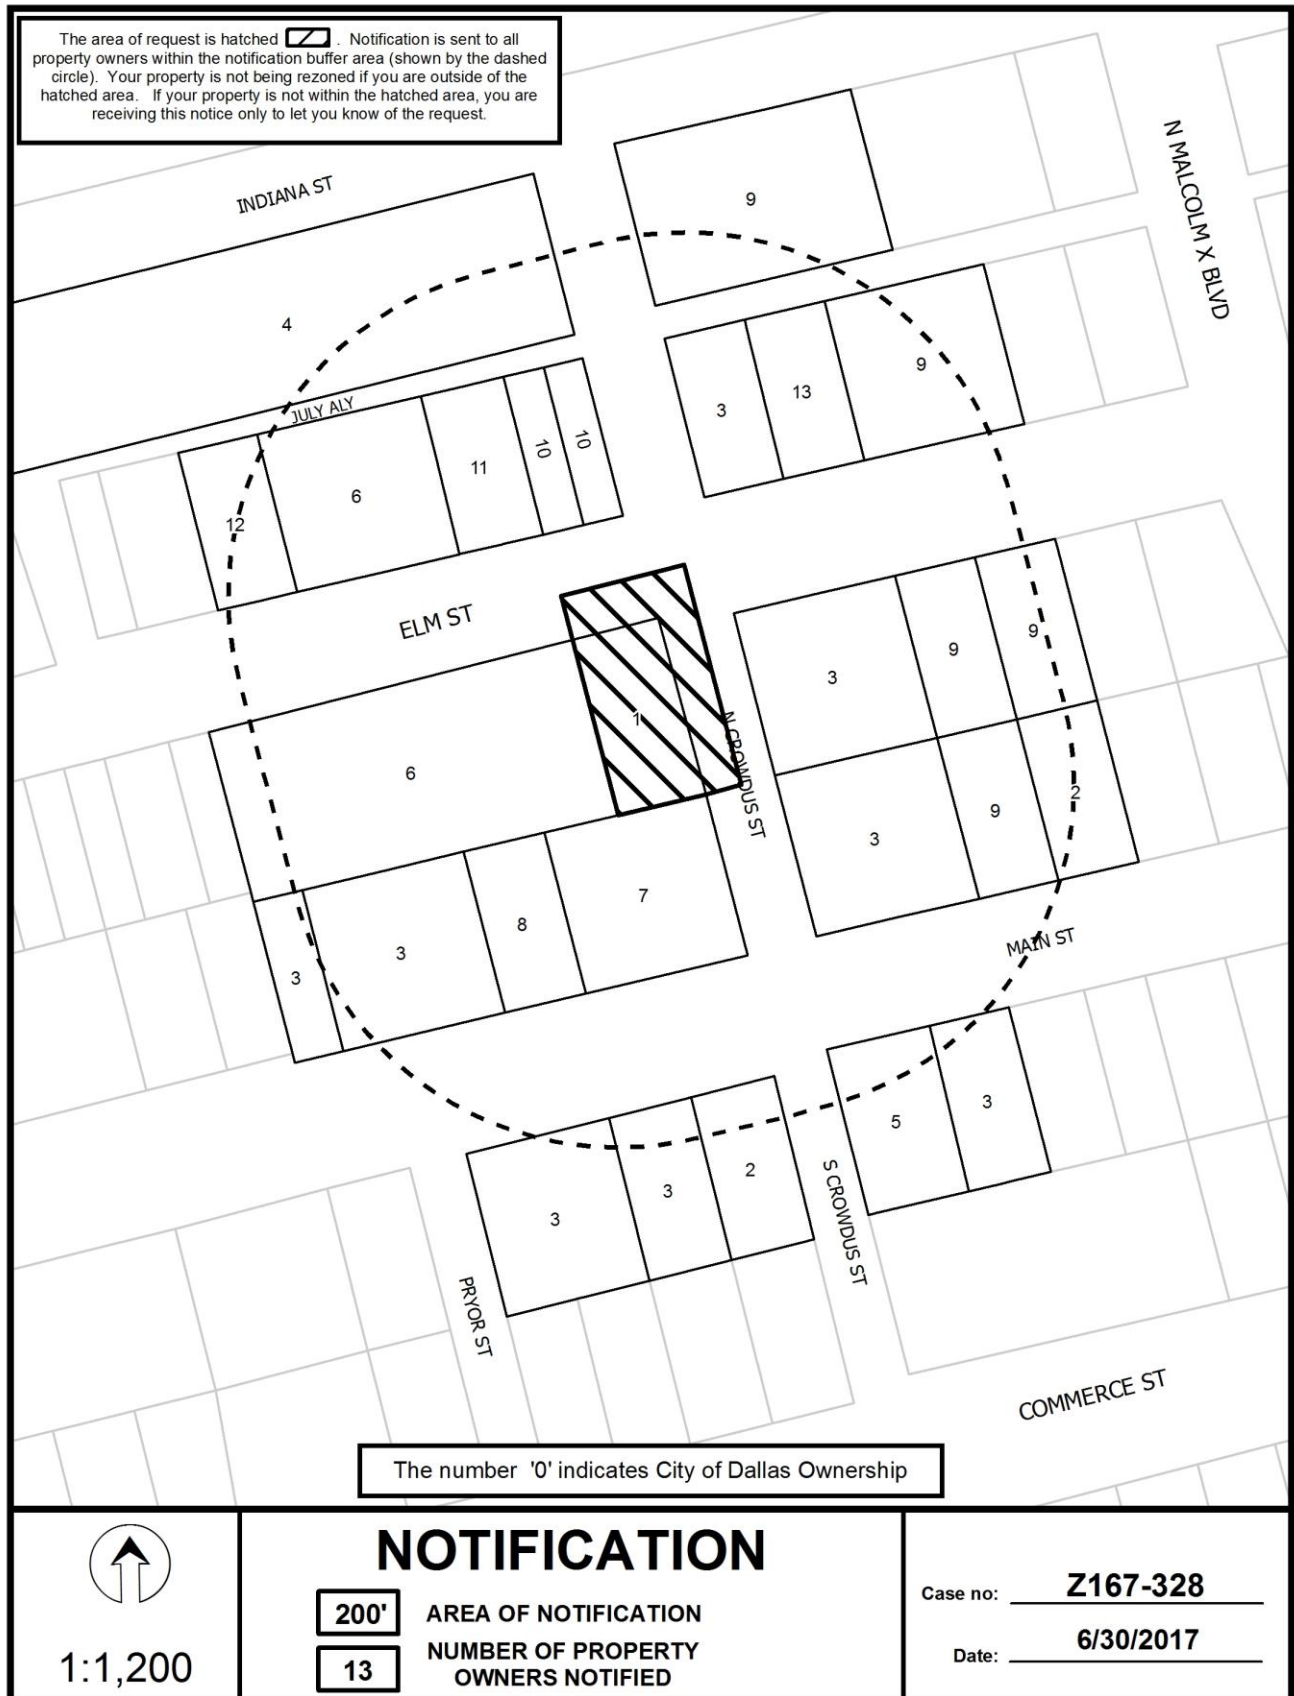 The area of request is hatched . Notification is sent to all
property owners within the notification buffer area (shown by the dashed
circle). Your property is not being rezoned if you are outside of the
hatched area. If your property is not within the hatched area, you are
receiving this notice only to let you know of the request.
INDIANA ST
N MALCOLM X BLVD
9
4
JULY ALY
3
13
9
12
6
11
10
10
ELM ST
1
N CROWDUS ST
3
9
9
6
3
9
2
3
3
8
7
MAIN ST
5
3
3
3
2
S CROWDUS ST
PRYOR ST
COMMERCE ST
The number '0' indicates City of Dallas Ownership
1:1,200
NOTIFICATION
200' AREA OF NOTIFICATION
13 NUMBER OF PROPERTY
OWNERS NOTIFIED
Case no: Z167-328
Date: 6/30/2017